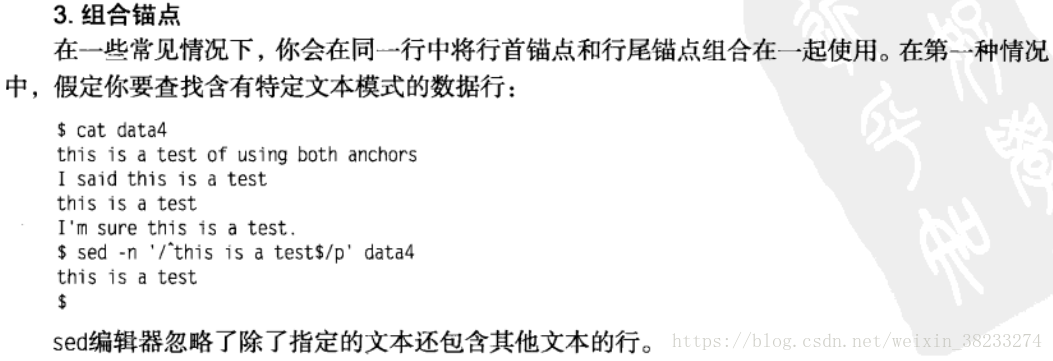 3. 组合锚点
在一些常见情况下，你会在同一行中将行首锚点和行尾锚点组合在一起使用。在第一种情况
中，假定你要查找含有特定文本模式的数据行：
$ cat data4
this is a test of using both anchors
I said this is a test
this is a test
I'm sure this is a test.
$ sed -n '/^this is a test$/p' data4
this is a test
$
sed编辑器忽略了除了指定的文本还包含其他文本的行。
https://blog.csdn.net/weixin_38233274